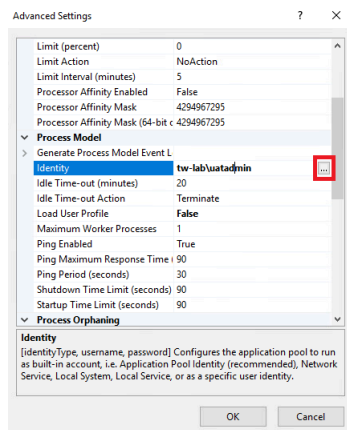 Advanced Settings ? ×
Limit (percent) 0
Limit Action NoAction
Limit Interval (minutes) 5
Processor Affinity Enabled False
Processor Affinity Mask 4294967295
Processor Affinity Mask (64-bit c 4294967295
Process Model
Generate Process Model Event L
Identity tw-lab\uatadmin ...
Idle Time-out (minutes) 20
Idle Time-out Action Terminate
Load User Profile False
Maximum Worker Processes 1
Ping Enabled True
Ping Maximum Response Time ( 90
Ping Period (seconds) 30
Shutdown Time Limit (seconds) 90
Startup Time Limit (seconds) 90
Process Orphaning
Identity
[identityType, username, password] Configures the application pool to run
as built-in account, i.e. Application Pool Identity (recommended), Network
Service, Local System, Local Service, or as a specific user identity.
OK Cancel